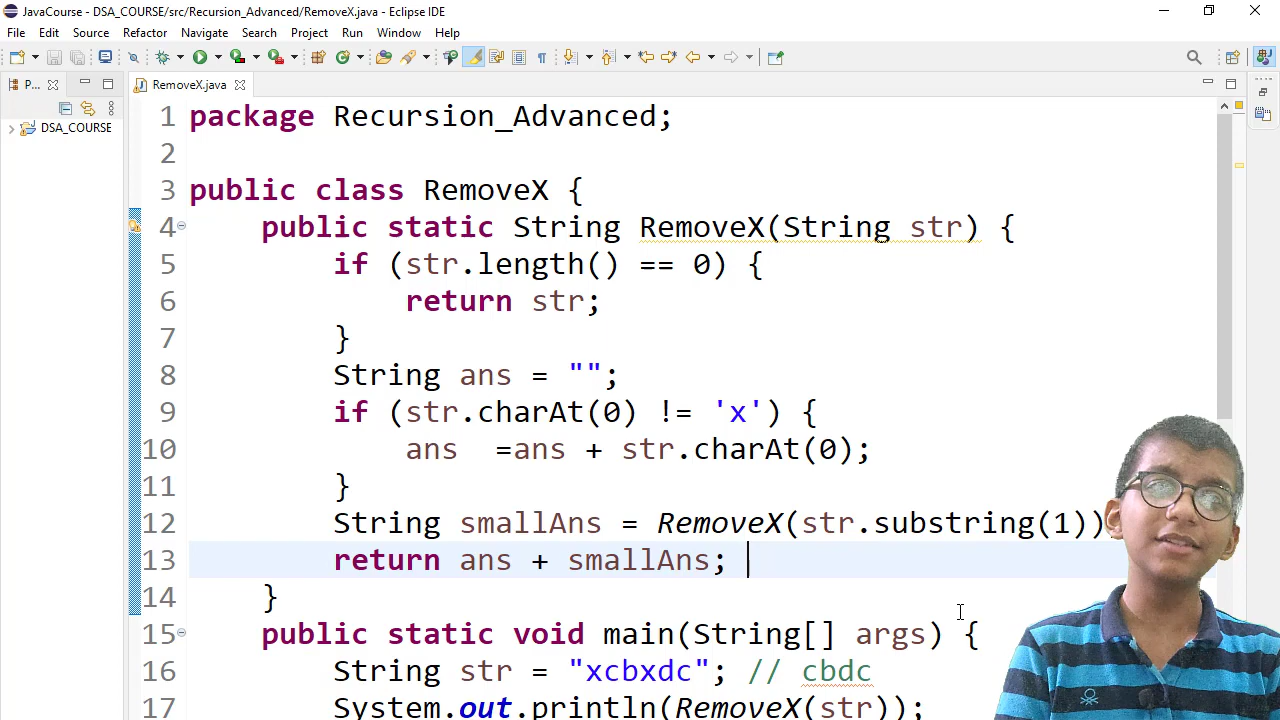 JavaCourse - DSA_COURSE/src/Recursion_Advanced/RemoveX.java - Eclipse IDE
File Edit Source Refactor Navigate Search Project Run Window Help
P... RemoveX.java
DSA_COURSE
1 package Recursion_Advanced;
2
3 public class RemoveX {
4 public static String RemoveX(String str) {
5 if (str.length() == 0) {
6 return str;
7 }
8 String ans = "";
9 if (str.charAt(0) != 'x') {
10 ans  =ans + str.charAt(0);
11 }
12 String smallAns = RemoveX(str.substring(1))
13 return ans + smallAns;
14 }
15 public static void main(String[] args) {
16 String str = "xcbxdc"; // cbdc
17 System.out.println(RemoveX(str));